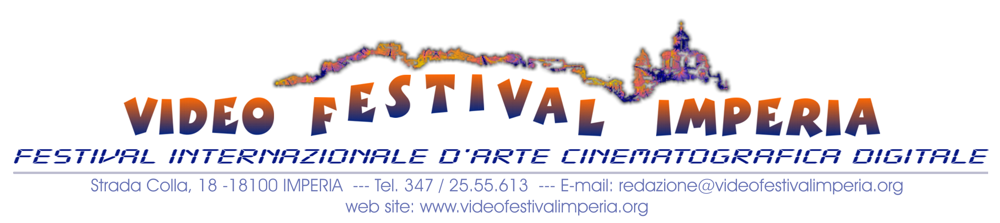 VIDEO FESTIVAL IMPERIA
FESTIVAL INTERNAZIONALE D'ARTE CINEMATOGRAFICA DIGITALE
Strada Colla, 18 -18100 IMPERIA --- Tel. 347 / 25.55.613 --- E-mail: redazione@videofestivalimperia.org
web site: www.videofestivalimperia.org